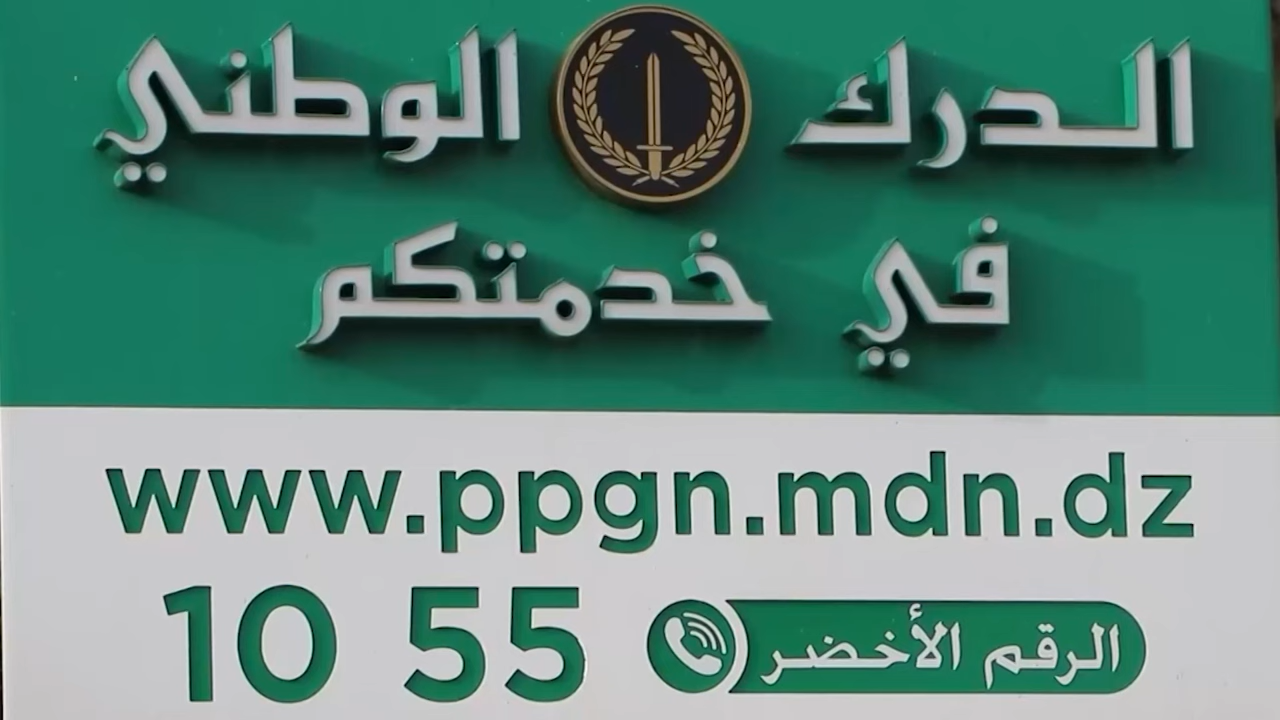 الدرك الوطني
في خدمتكم
www.ppgn.mdn.dz
10 55 الرقم الأخضر